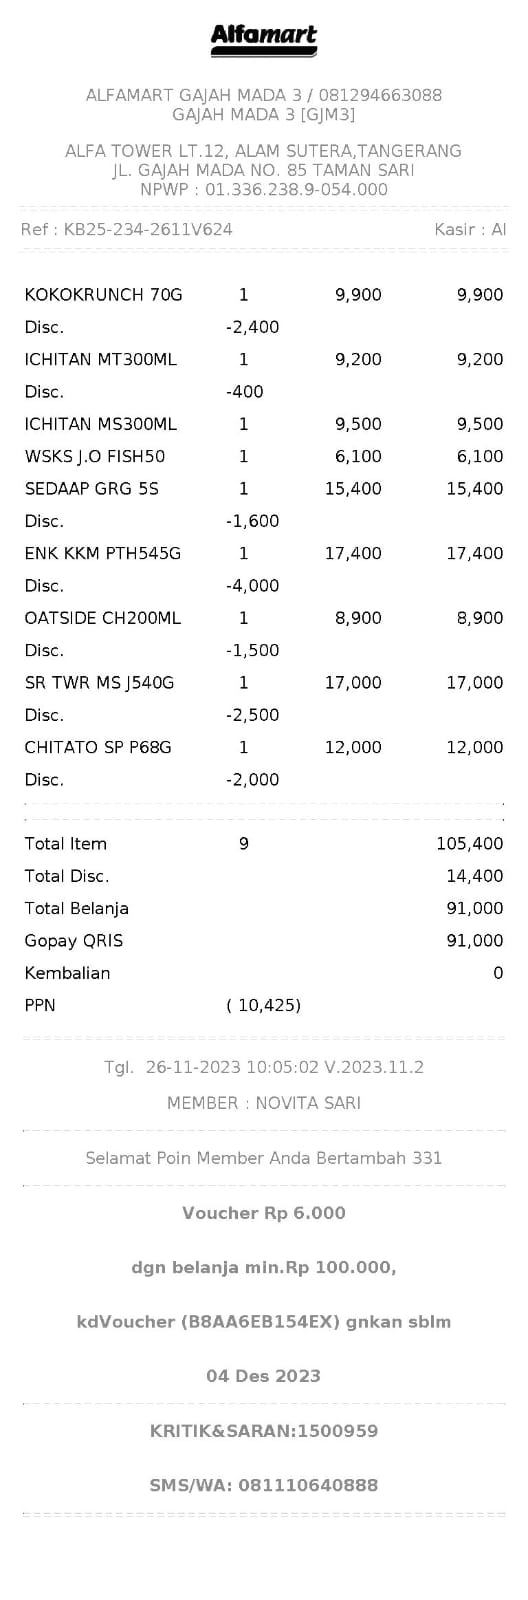 Alfamart
ALFAMART GAJAH MADA 3 / 081294663088
GAJAH MADA 3 [GJM3]
ALFA TOWER LT.12, ALAM SUTERA,TANGERANG
JL. GAJAH MADA NO. 85 TAMAN SARI
NPWP : 01.336.238.9-054.000
Ref : KB25-234-2611V624 Kasir : AI
KOKOKRUNCH 70G 1 9,900 9,900
Disc. -2,400
ICHITAN MT300ML 1 9,200 9,200
Disc. -400
ICHITAN MS300ML 1 9,500 9,500
WSKS J.O FISH50 1 6,100 6,100
SEDAAP GRG 5S 1 15,400 15,400
Disc. -1,600
ENK KKM PTH545G 1 17,400 17,400
Disc. -4,000
OATSIDE CH200ML 1 8,900 8,900
Disc. -1,500
SR TWR MS J540G 1 17,000 17,000
Disc. -2,500
CHITATO SP P68G 1 12,000 12,000
Disc. -2,000
Total Item 9 105,400
Total Disc. 14,400
Total Belanja 91,000
Gopay QRIS 91,000
Kembalian 0
PPN ( 10,425)
Tgl. 26-11-2023 10:05:02 V.2023.11.2
MEMBER : NOVITA SARI
Selamat Poin Member Anda Bertambah 331
Voucher Rp 6.000
dgn belanja min.Rp 100.000,
kdVoucher (B8AA6EB154EX) gnkan sblm
04 Des 2023
KRITIK&SARAN:1500959
SMS/WA: 081110640888